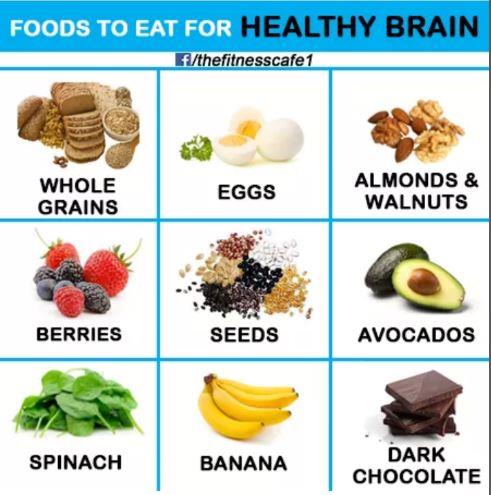 FOODS TO EAT FOR HEALTHY BRAIN
f/thefitnesscafe1
WHOLE
GRAINS
EGGS
ALMONDS &
WALNUTS
BERRIES
SEEDS
AVOCADOS
SPINACH
BANANA
DARK
CHOCOLATE